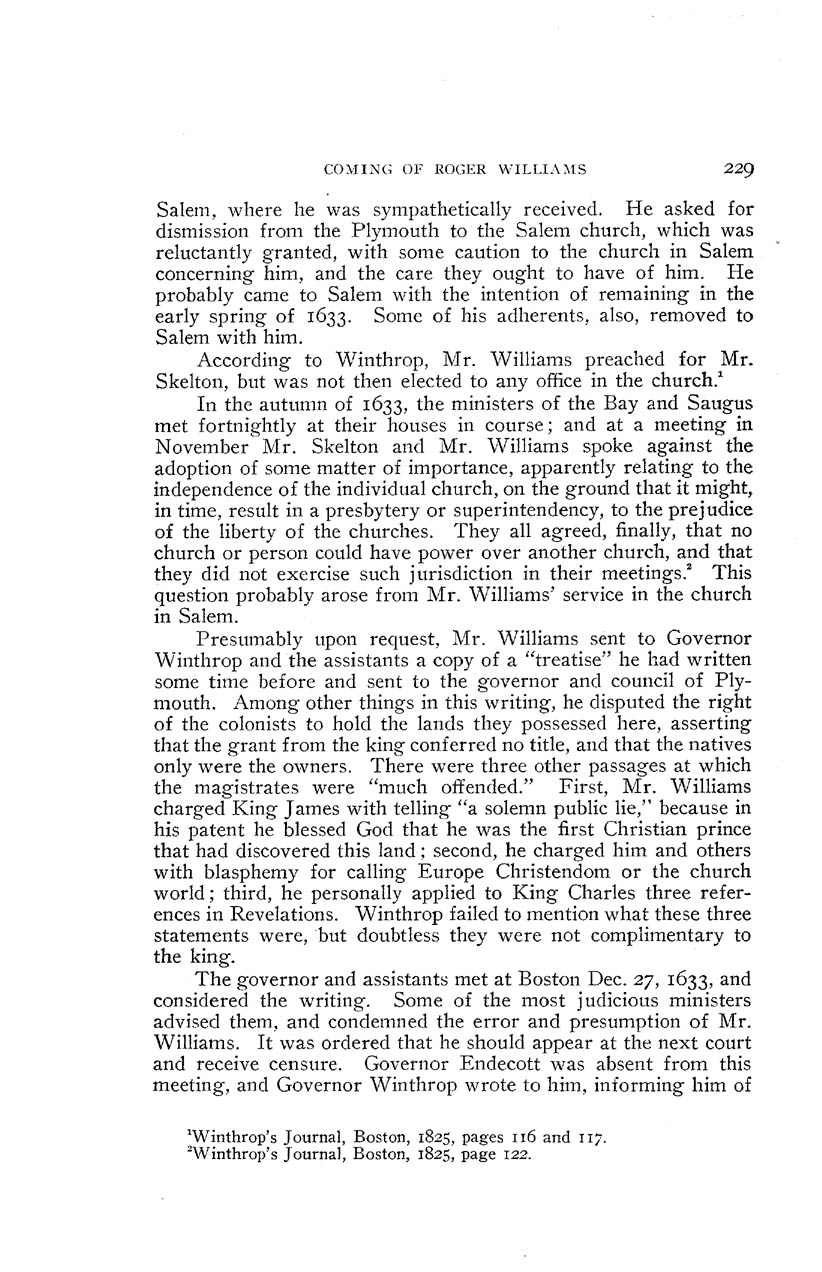 COMING OF ROGER WILLIAMS 229
Salem, where he was sympathetically received. He asked for
dismission from the Plymouth to the Salem church, which was
reluctantly granted, with some caution to the church in Salem
concerning him, and the care they ought to have of him. He
probably came to Salem with the intention of remaining in the
early spring of 1633. Some of his adherents, also, removed to
Salem with him.
According to Winthrop, Mr. Williams preached for Mr.
Skelton, but was not then elected to any office in the church.¹
In the autumn of 1633, the ministers of the Bay and Saugus
met fortnightly at their houses in course; and at a meeting in
November Mr. Skelton and Mr. Williams spoke against the
adoption of some matter of importance, apparently relating to the
independence of the individual church, on the ground that it might,
in time, result in a presbytery or superintendency, to the prejudice
of the liberty of the churches. They all agreed, finally, that no
church or person could have power over another church, and that
they did not exercise such jurisdiction in their meetings.² This
question probably arose from Mr. Williams' service in the church
in Salem.
Presumably upon request, Mr. Williams sent to Governor
Winthrop and the assistants a copy of a "treatise" he had written
some time before and sent to the governor and council of Ply-
mouth. Among other things in this writing, he disputed the right
of the colonists to hold the lands they possessed here, asserting
that the grant from the king conferred no title, and that the natives
only were the owners. There were three other passages at which
the magistrates were "much offended." First, Mr. Williams
charged King James with telling "a solemn public lie," because in
his patent he blessed God that he was the first Christian prince
that had discovered this land; second, he charged him and others
with blasphemy for calling Europe Christendom or the church
world; third, he personally applied to King Charles three refer-
ences in Revelations. Winthrop failed to mention what these three
statements were, but doubtless they were not complimentary to
the king.
The governor and assistants met at Boston Dec. 27, 1633, and
considered the writing. Some of the most judicious ministers
advised them, and condemned the error and presumption of Mr.
Williams. It was ordered that he should appear at the next court
and receive censure. Governor Endecott was absent from this
meeting, and Governor Winthrop wrote to him, informing him of
¹Winthrop's Journal, Boston, 1825, pages 116 and 117.
²Winthrop's Journal, Boston, 1825, page 122.